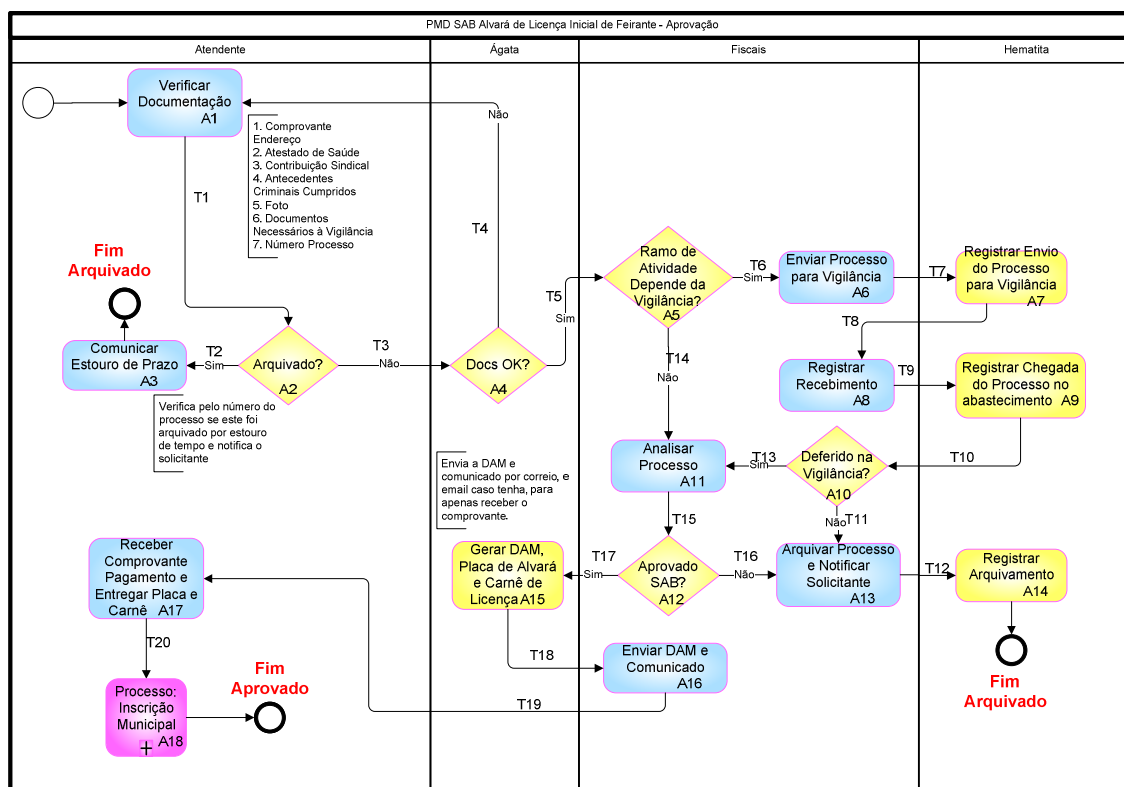 PMD SAB Alvará de Licença Inicial de Feirante - Aprovação
Atendente
Ágata
Fiscais
Hematita
Verificar
Documentação
A1
1. Comprovante
Endereço
2. Atestado de Saúde
3. Contribuição Sindical
4. Antecedentes
Criminais Cumpridos
5. Foto
6. Documentos
Necessários à Vigilância
7. Número Processo
Não
T1
T4
Fim
Arquivado
Comunicar
Estouro de Prazo
A3
T2
Sim
Arquivado?
A2
T3
Não
Verifica pelo número do
processo se este foi
arquivado por estouro
de tempo e notifica o
solicitante
Docs OK?
A4
T5
Sim
Ramo de
Atividade
Depende da
Vigilância?
A5
T6
Sim
Enviar Processo
para Vigilância
A6
T7
Registrar Envio
do Processo
para Vigilância
A7
T8
Registrar
Recebimento
A8
T9
Registrar Chegada
do Processo no
abastecimento A9
T14
Não
T10
Deferido na
Vigilância?
A10
T13
Sim
Analisar
Processo
A11
Não
T11
T15
Envia a DAM e
comunicado por correio, e
email caso tenha, para
apenas receber o
comprovante.
Aprovado
SAB?
A12
T16
Não
Arquivar Processo
e Notificar
Solicitante
A13
T12
Registrar
Arquivamento
A14
Fim
Arquivado
T17
Sim
Gerar DAM,
Placa de Alvará
e Carnê de
Licença A15
T18
Enviar DAM e
Comunicado
A16
T19
Receber
Comprovante
Pagamento e
Entregar Placa e
Carnê A17
T20
Processo:
Inscrição
Municipal
A18
Fim
Aprovado